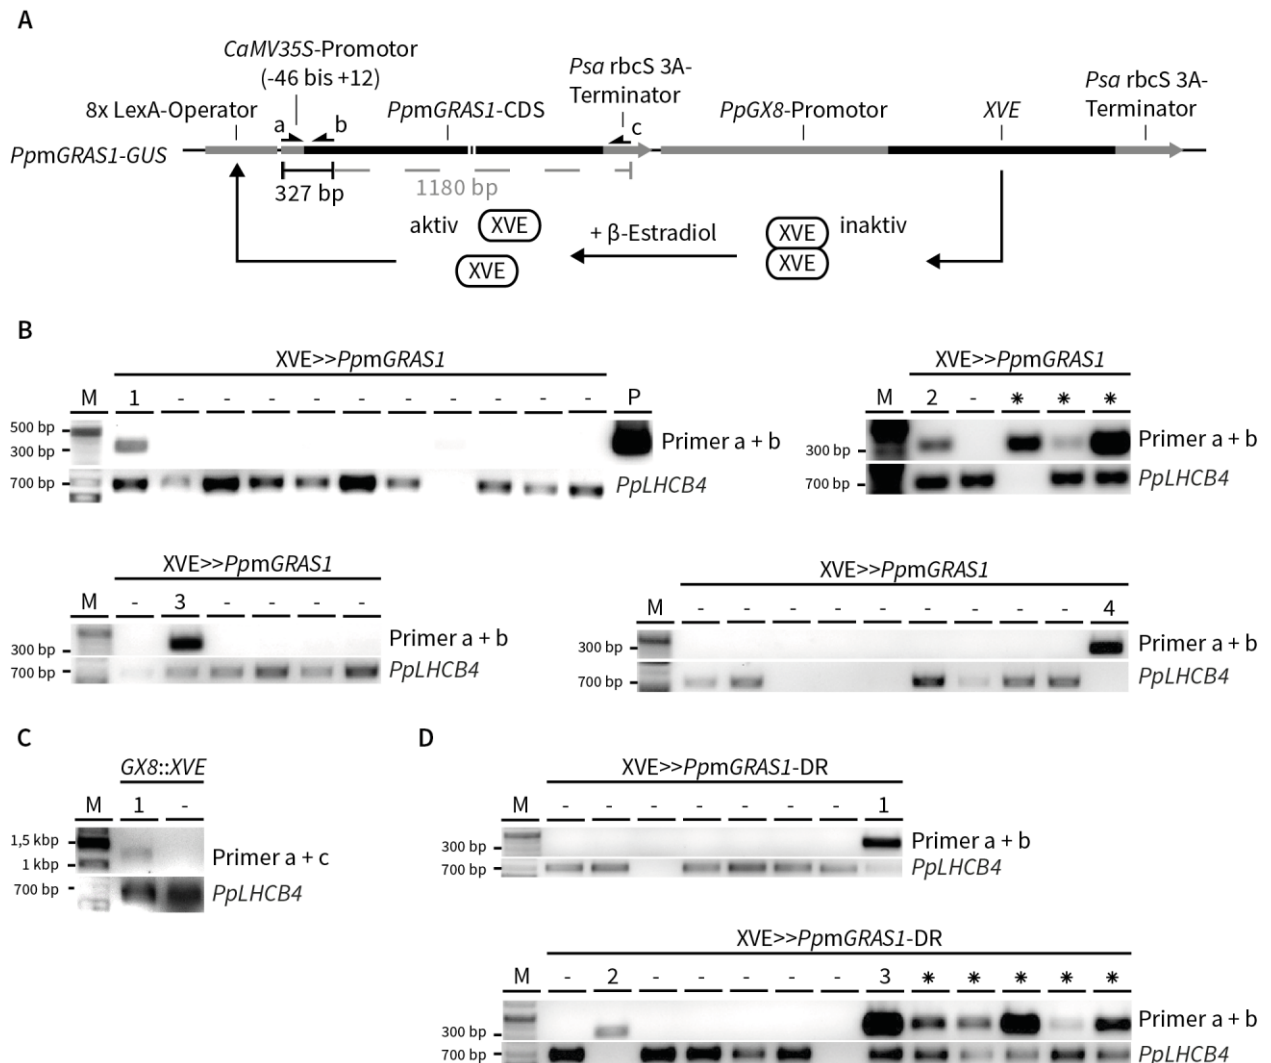 A
CaMV35S-Promotor
(-46 bis +12)
Psa rbcS 3A-
Terminator
Psa rbcS 3A-
Terminator
8x LexA-Operator
PpmGRAS1-CDS
PpGX8-Promotor
XVE
a
b
c
PpmGRAS1-GUS
327 bp
1180 bp
aktiv
XVE
XVE
+ β-Estradiol
XVE
XVE
inaktiv
B
XVE>>PpmGRAS1
M 1 - - - - - - - - - - P
500 bp
300 bp
Primer a + b
700 bp
PpLHCB4
XVE>>PpmGRAS1
M 2 - * * *
300 bp
Primer a + b
700 bp
PpLHCB4
XVE>>PpmGRAS1
M - 3 - - - -
300 bp
Primer a + b
700 bp
PpLHCB4
XVE>>PpmGRAS1
M - - - - - - - - - 4
300 bp
Primer a + b
700 bp
PpLHCB4
C
GX8::XVE
M 1 -
1,5 kbp
1 kbp
Primer a + c
700 bp
PpLHCB4
D
XVE>>PpmGRAS1-DR
M - - - - - - - 1
300 bp
Primer a + b
700 bp
PpLHCB4
XVE>>PpmGRAS1-DR
M - 2 - - - - - 3 * * * * *
300 bp
Primer a + b
700 bp
PpLHCB4